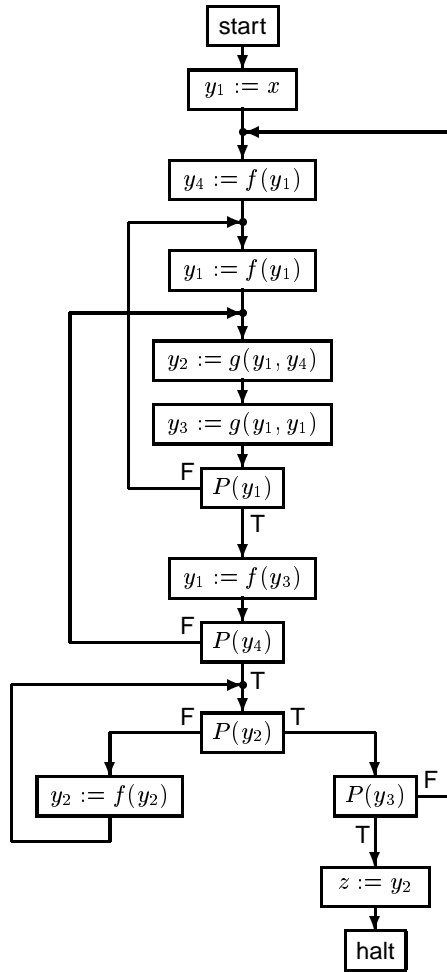 start
y₁ := x
y₄ := f(y₁)
y₁ := f(y₁)
y₂ := g(y₁, y₄)
y₃ := g(y₁, y₁)
F
P(y₁)
T
y₁ := f(y₃)
F
P(y₄)
T
F
P(y₂)
T
y₂ := f(y₂)
P(y₃)
F
T
z := y₂
halt